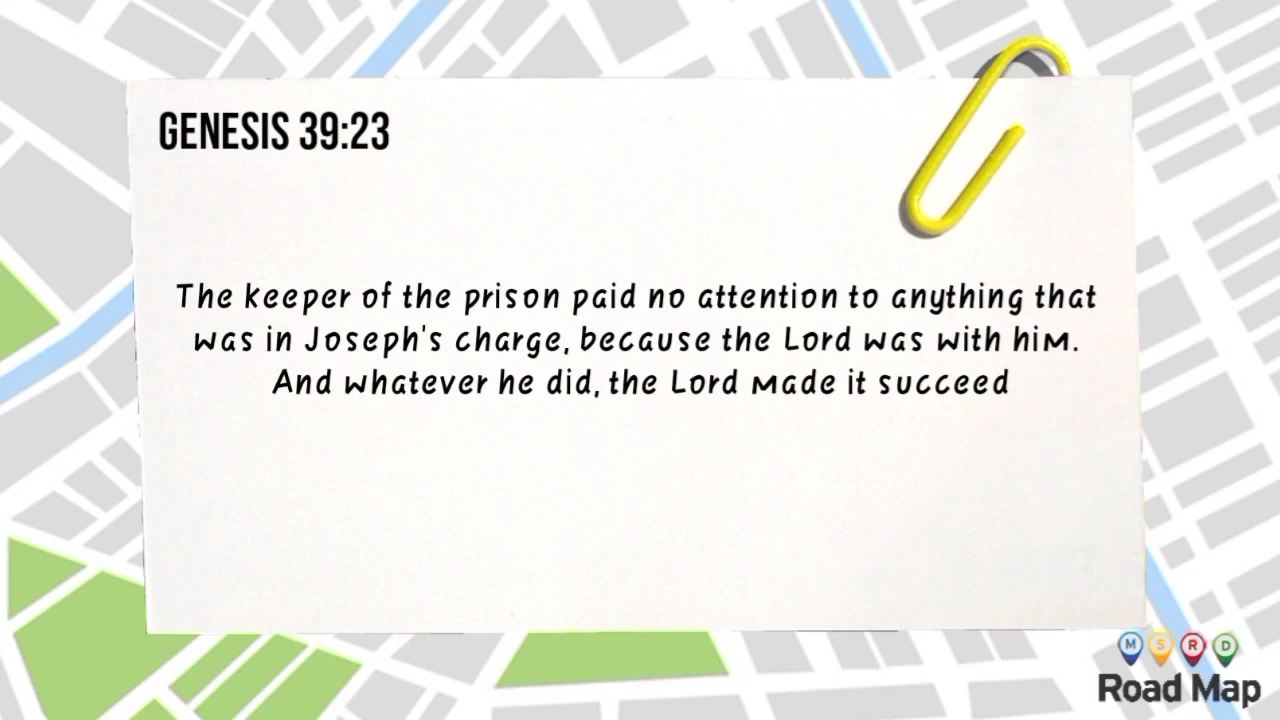 GENESIS 39:23
The keeper of the prison paid no attention to anything that
was in Joseph's charge, because the Lord was with him.
And whatever he did, the Lord made it succeed
M S R D
Road Map